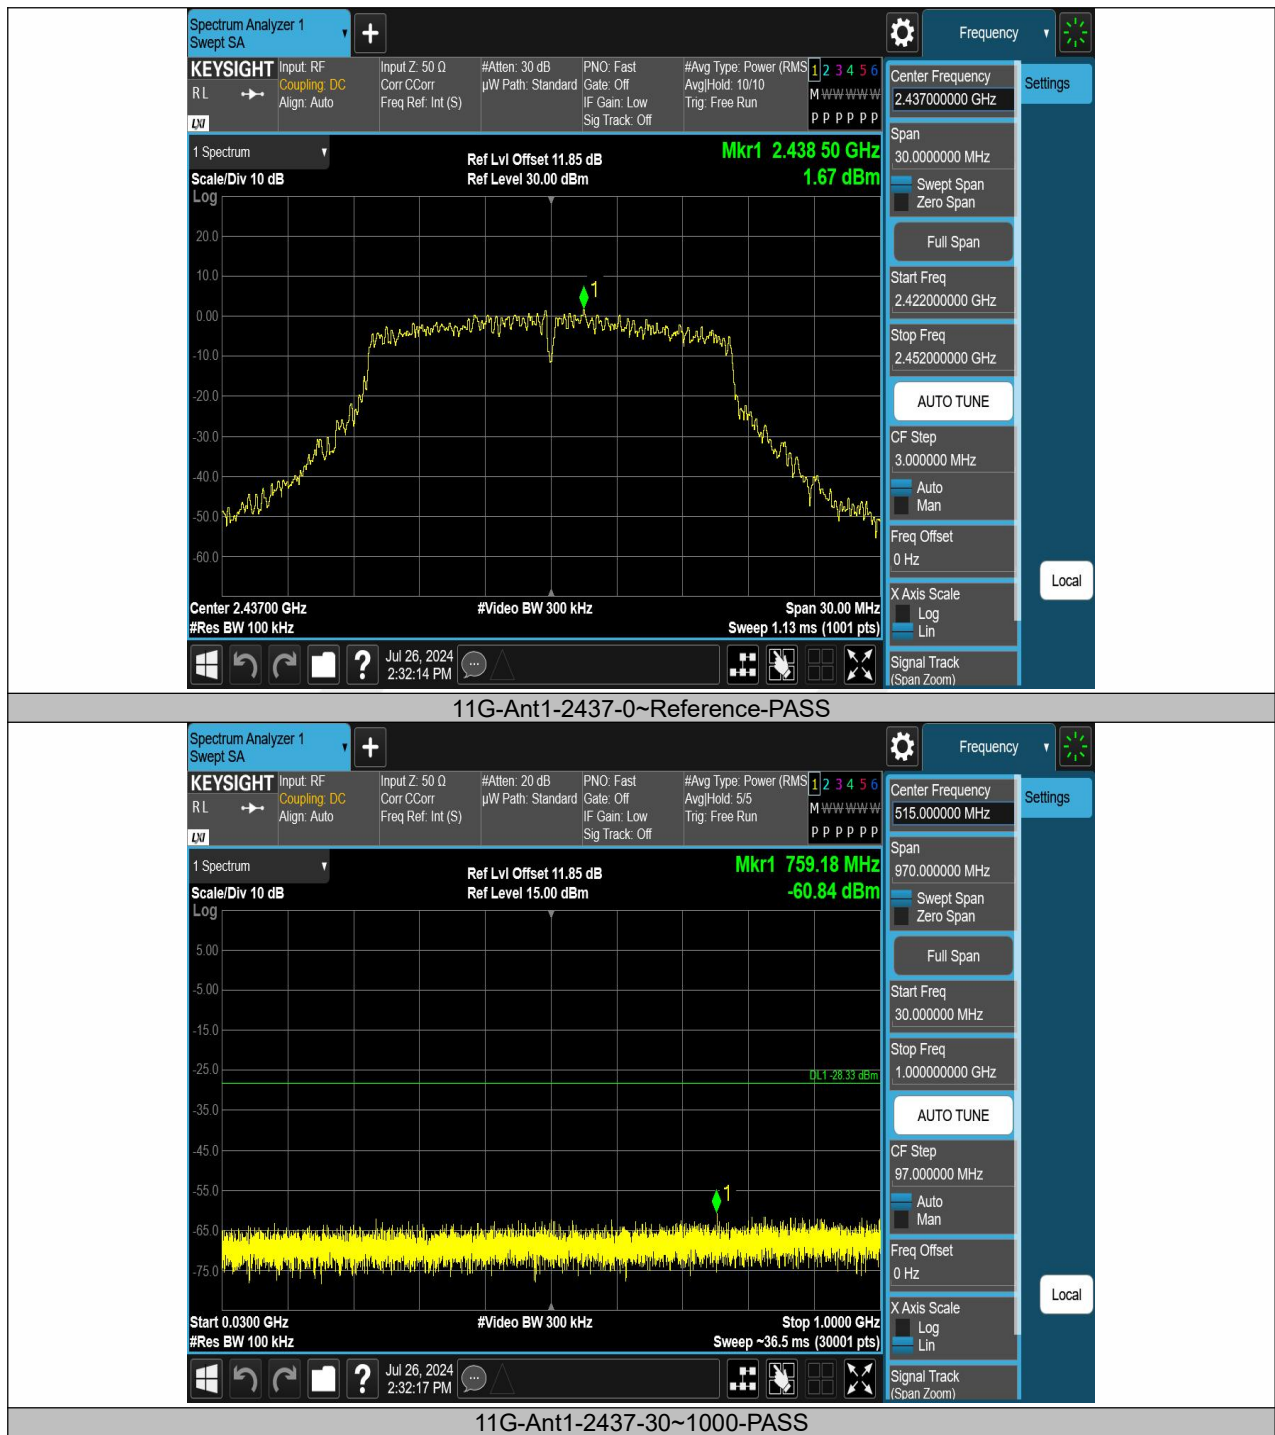 Spectrum Analyzer 1
Swept SA
+
Frequency
KEYSIGHT
RL
LXI
Input: RF
Coupling: DC
Align: Auto
Input Z: 50 Ω
Corr CCorr
Freq Ref: Int (S)
#Atten: 30 dB
µW Path: Standard
PNO: Fast
Gate: Off
IF Gain: Low
Sig Track: Off
#Avg Type: Power (RMS
Avg|Hold: 10/10
Trig: Free Run
1 2 3 4 5 6
M W W W W W
P P P P P P
1 Spectrum
Scale/Div 10 dB
Log
Ref Lvl Offset 11.85 dB
Ref Level 30.00 dBm
Mkr1 2.438 50 GHz
1.67 dBm
20.0
10.0
0.00
-10.0
-20.0
-30.0
-40.0
-50.0
-60.0
1
Center 2.43700 GHz
#Res BW 100 kHz
#Video BW 300 kHz
Span 30.00 MHz
Sweep 1.13 ms (1001 pts)
Jul 26, 2024
2:32:14 PM
Center Frequency
2.437000000 GHz
Span
30.0000000 MHz
Swept Span
Zero Span
Full Span
Start Freq
2.422000000 GHz
Stop Freq
2.452000000 GHz
AUTO TUNE
CF Step
3.000000 MHz
Auto
Man
Freq Offset
0 Hz
X Axis Scale
Log
Lin
Signal Track
(Span Zoom)
Settings
Local
11G-Ant1-2437-0~Reference-PASS
Spectrum Analyzer 1
Swept SA
+
Frequency
KEYSIGHT
RL
LXI
Input: RF
Coupling: DC
Align: Auto
Input Z: 50 Ω
Corr CCorr
Freq Ref: Int (S)
#Atten: 20 dB
µW Path: Standard
PNO: Fast
Gate: Off
IF Gain: Low
Sig Track: Off
#Avg Type: Power (RMS
Avg|Hold: 5/5
Trig: Free Run
1 2 3 4 5 6
M W W W W W
P P P P P P
1 Spectrum
Scale/Div 10 dB
Log
Ref Lvl Offset 11.85 dB
Ref Level 15.00 dBm
Mkr1 759.18 MHz
-60.84 dBm
5.00
-5.00
-15.0
-25.0
-35.0
-45.0
-55.0
-65.0
-75.0
DL1 -28.33 dBm
1
Start 0.0300 GHz
#Res BW 100 kHz
#Video BW 300 kHz
Stop 1.0000 GHz
Sweep ~36.5 ms (30001 pts)
Jul 26, 2024
2:32:17 PM
Center Frequency
515.000000 MHz
Span
970.000000 MHz
Swept Span
Zero Span
Full Span
Start Freq
30.000000 MHz
Stop Freq
1.000000000 GHz
AUTO TUNE
CF Step
97.000000 MHz
Auto
Man
Freq Offset
0 Hz
X Axis Scale
Log
Lin
Signal Track
(Span Zoom)
Settings
Local
11G-Ant1-2437-30~1000-PASS